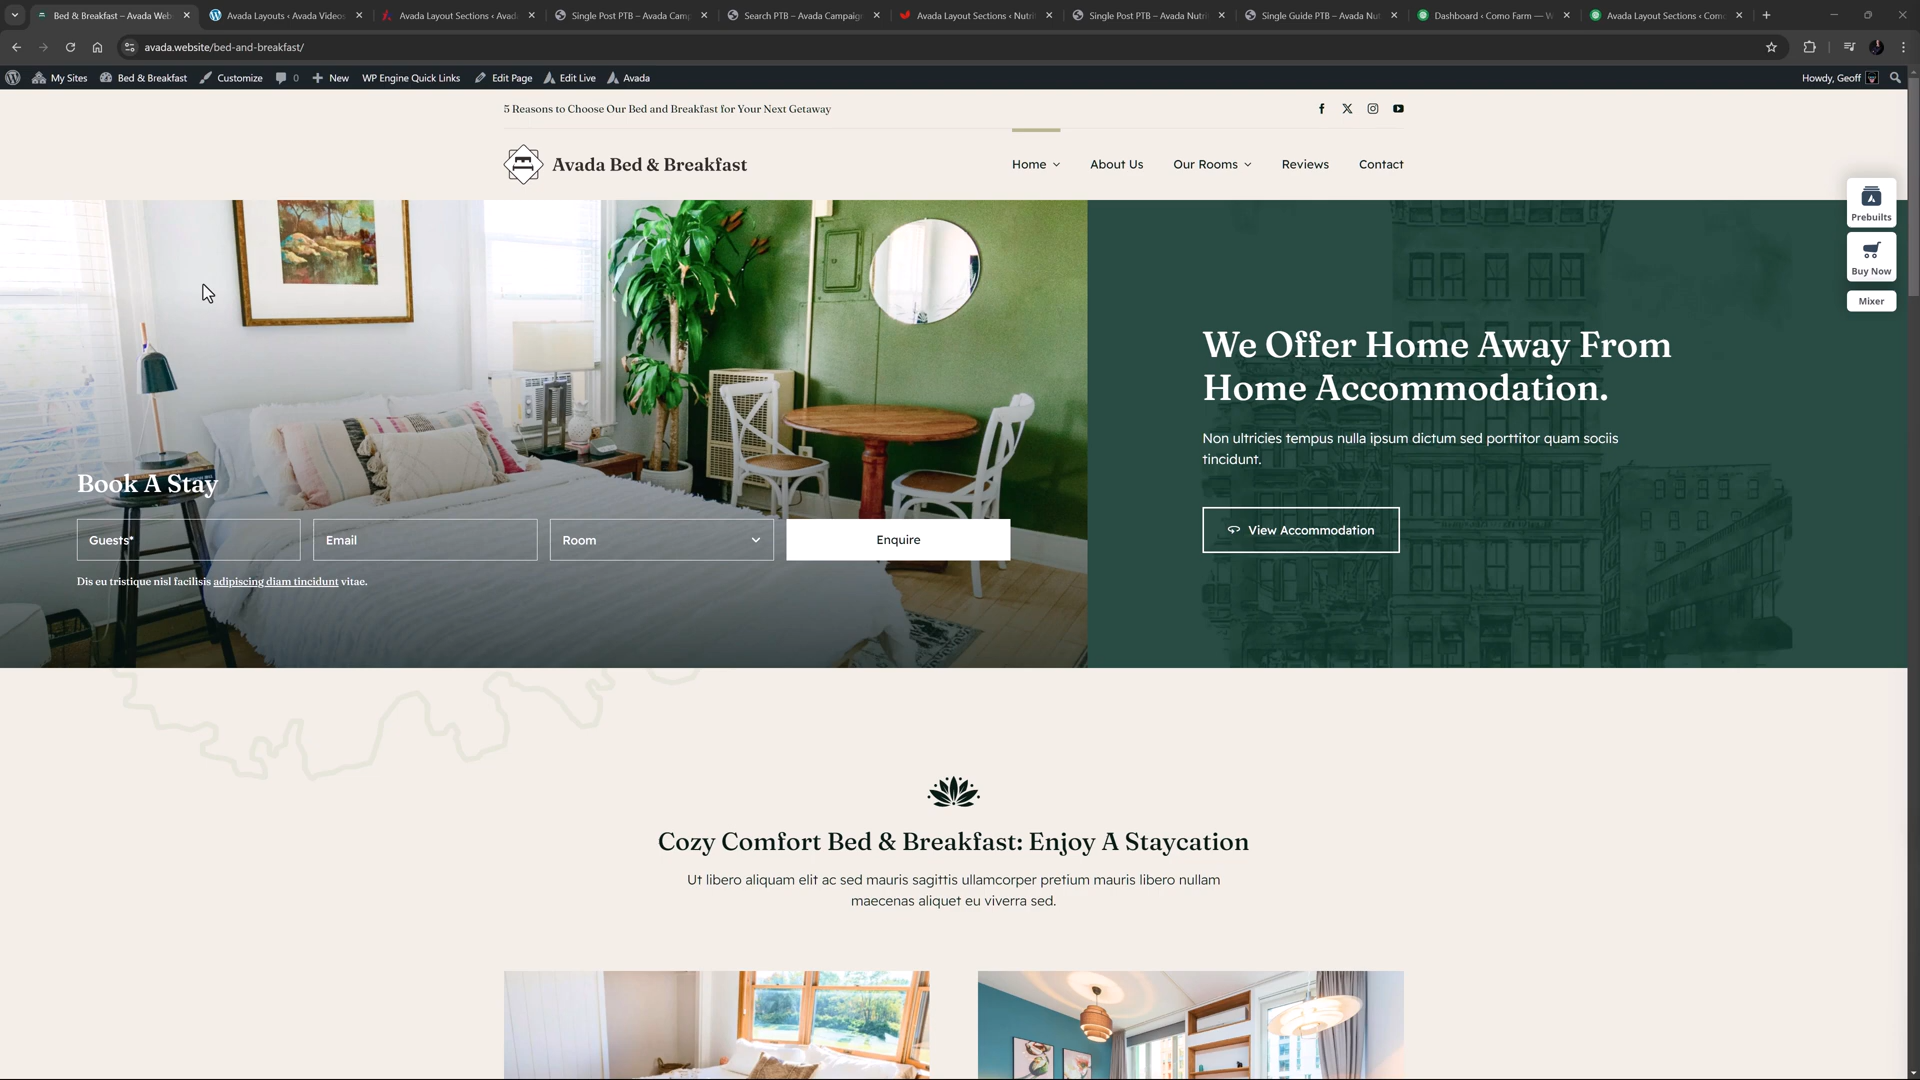 Bed & Breakfast – Avada Web
Avada Layouts ‹ Avada Videos
Avada Layout Sections ‹ Avada
Single Post PTB – Avada Camp
Search PTB – Avada Campaign
Avada Layout Sections ‹ Nutri
Single Post PTB – Avada Nutri
Single Guide PTB – Avada Nut
Dashboard ‹ Como Farm — W
Avada Layout Sections ‹ Com
avada.website/bed-and-breakfast/
My Sites
Bed & Breakfast
Customize
0
New
WP Engine Quick Links
Edit Page
Edit Live
Avada
Howdy, Geoff
5 Reasons to Choose Our Bed and Breakfast for Your Next Getaway
Avada Bed & Breakfast
Home
About Us
Our Rooms
Reviews
Contact
Prebuilts
Buy Now
Mixer
We Offer Home Away From
Home Accommodation.
Non ultricies tempus nulla ipsum dictum sed porttitor quam sociis
tincidunt.
View Accommodation
Book A Stay
Guests*
Email
Room
Enquire
Dis eu tristique nisl facilisis adipiscing diam tincidunt vitae.
Cozy Comfort Bed & Breakfast: Enjoy A Staycation
Ut libero aliquam elit ac sed mauris sagittis ullamcorper pretium mauris libero nullam
maecenas aliquet eu viverra sed.